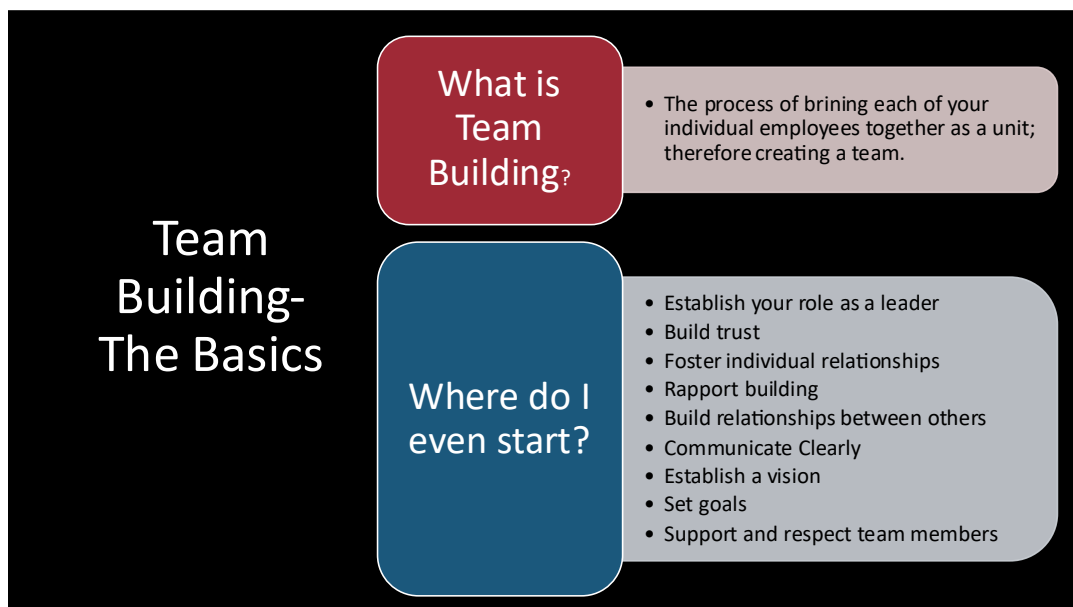 Team
Building-
The Basics
What is
Team
Building?
• The process of brining each of your
individual employees together as a unit;
therefore creating a team.
Where do I
even start?
• Establish your role as a leader
• Build trust
• Foster individual relationships
• Rapport building
• Build relationships between others
• Communicate Clearly
• Establish a vision
• Set goals
• Support and respect team members